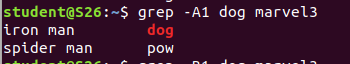 student@S26:~$ grep -A1 dog marvel3
iron man dog
spider man pow